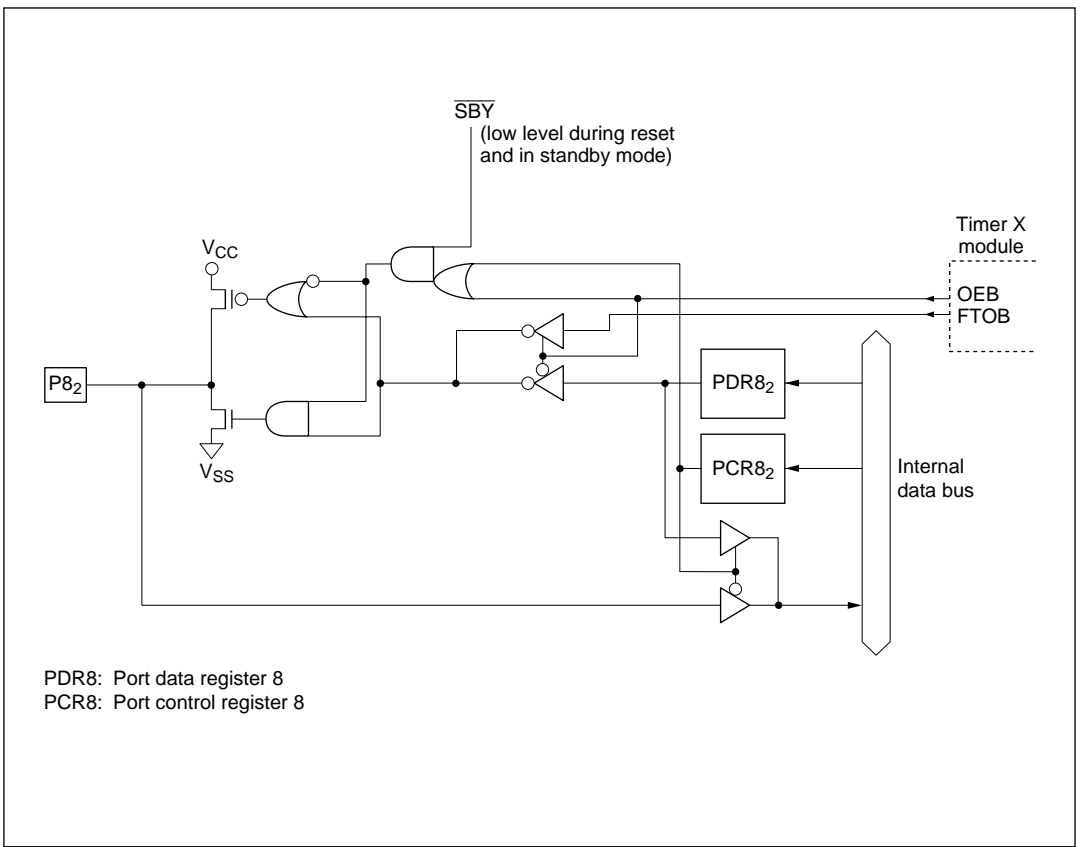 SBY
(low level during reset
and in standby mode)
Timer X
module
VCC
OEB
FTOB
P82
PDR82
PCR82
VSS
Internal
data bus
PDR8: Port data register 8
PCR8: Port control register 8